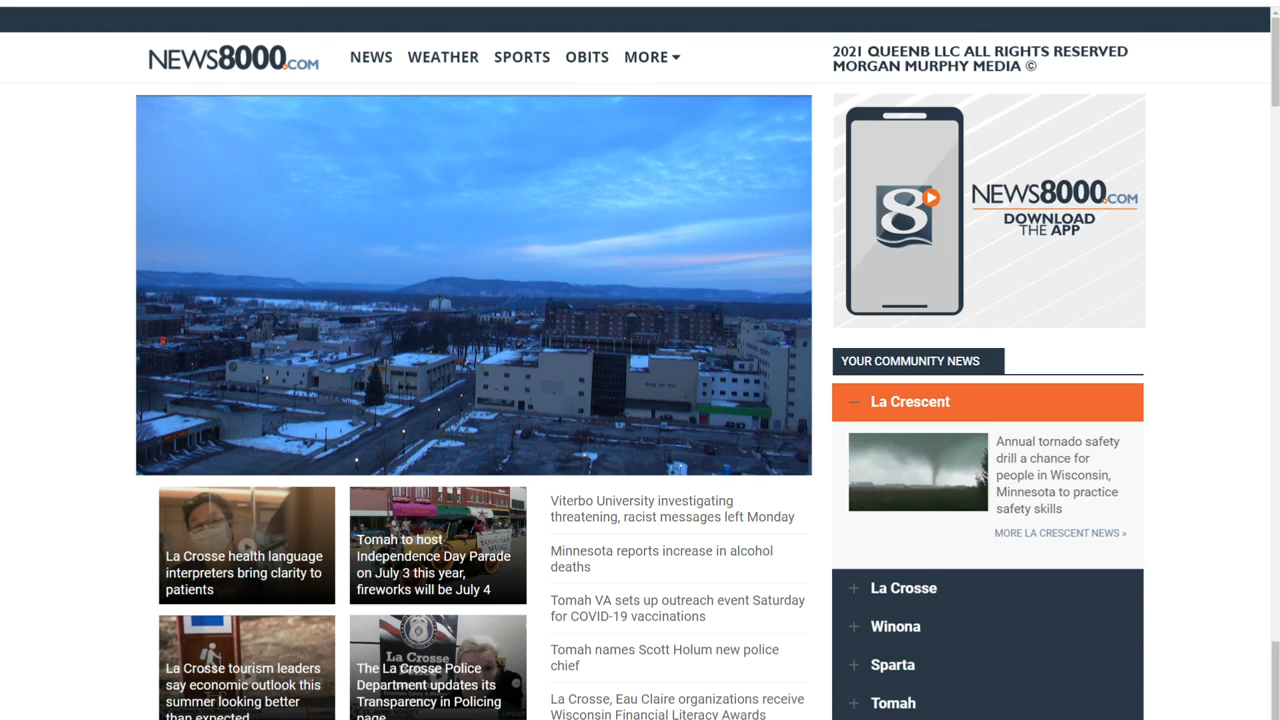 NEWS8000.COM
NEWS
WEATHER
SPORTS
OBITS
MORE
2021 QUEENB LLC ALL RIGHTS RESERVED
MORGAN MURPHY MEDIA ©
8
NEWS8000.COM
DOWNLOAD
THE APP
YOUR COMMUNITY NEWS
La Crescent
Annual tornado safety
drill a chance for
people in Wisconsin,
Minnesota to practice
safety skills
MORE LA CRESCENT NEWS »
La Crosse
Winona
Sparta
Tomah
La Crosse health language
interpreters bring clarity to
patients
Tomah to host
Independence Day Parade
on July 3 this year,
fireworks will be July 4
Viterbo University investigating
threatening, racist messages left Monday
Minnesota reports increase in alcohol
deaths
Tomah VA sets up outreach event Saturday
for COVID-19 vaccinations
Tomah names Scott Holum new police
chief
La Crosse, Eau Claire organizations receive
Wisconsin Financial Literacy Awards
La Crosse tourism leaders
say economic outlook this
summer looking better
than expected
La Crosse
The La Crosse Police
Department updates its
Transparency in Policing
page